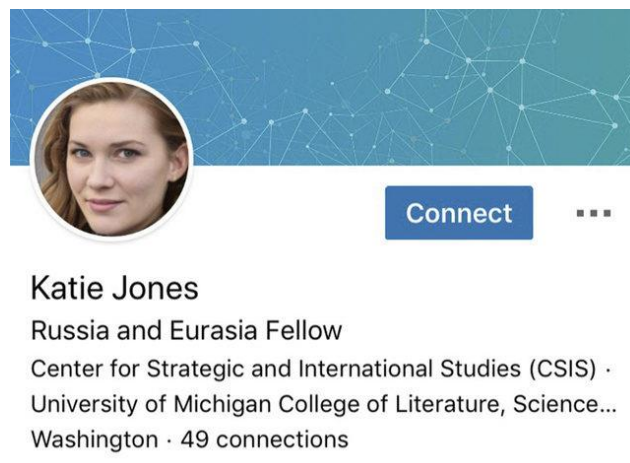 Connect
Katie Jones
Russia and Eurasia Fellow
Center for Strategic and International Studies (CSIS) ·
University of Michigan College of Literature, Science...
Washington · 49 connections